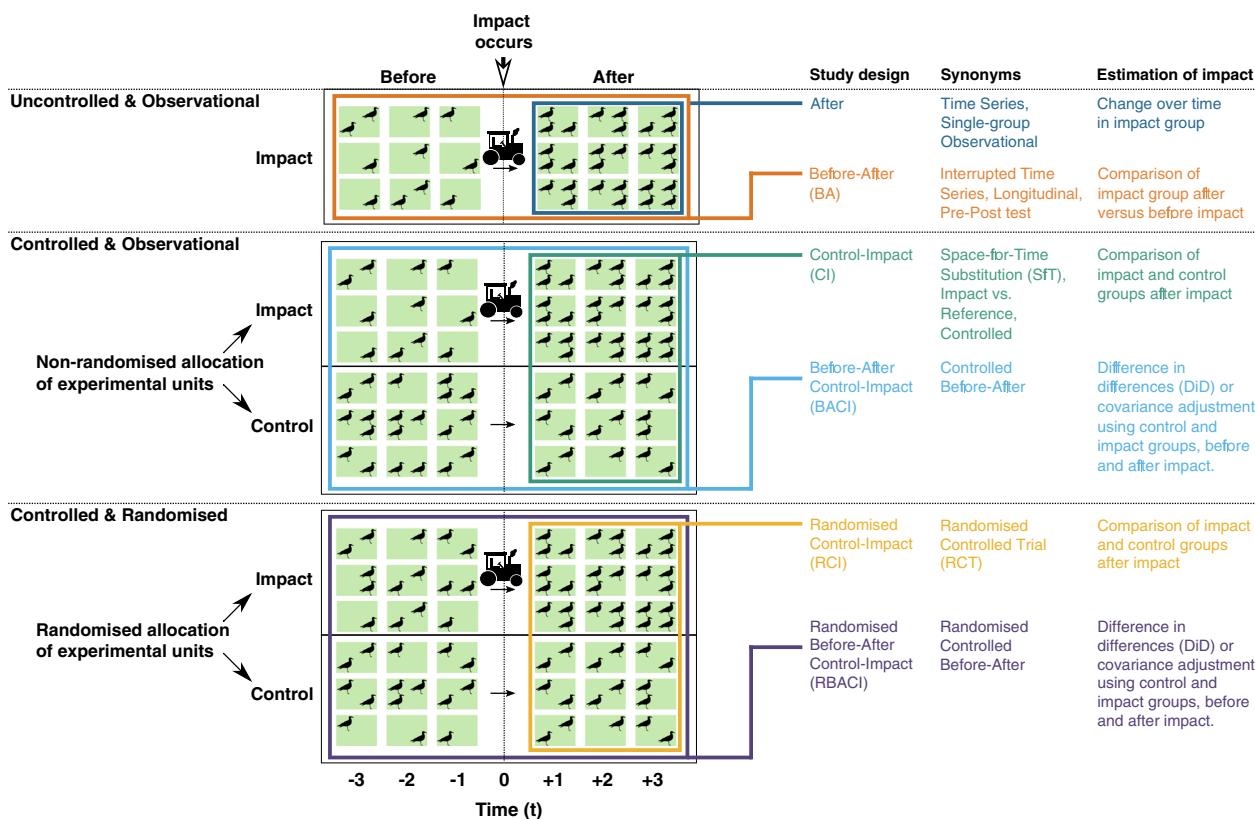 Impact
occurs
Before
After
Study design
Synonyms
Estimation of impact
Uncontrolled & Observational
Impact
After
Time Series,
Single-group
Observational
Change over time
in impact group
Before-After
(BA)
Interrupted Time
Series, Longitudinal,
Pre-Post test
Comparison of
impact group after
versus before impact
Controlled & Observational
Impact
Non-randomised allocation
of experimental units
Control
Control-Impact
(CI)
Space-for-Time
Substitution (SfT),
Impact vs.
Reference,
Controlled
Comparison of
impact and control
groups after impact
Before-After
Control-Impact
(BACI)
Controlled
Before-After
Difference in
differences (DiD) or
covariance adjustment
using control and
impact groups, before
and after impact.
Controlled & Randomised
Impact
Randomised allocation
of experimental units
Control
Randomised
Control-Impact
(RCI)
Randomised
Controlled Trial
(RCT)
Comparison of impact
and control groups
after impact
Randomised
Before-After
Control-Impact
(RBACI)
Randomised
Controlled
Before-After
Difference in
differences (DiD) or
covariance adjustment
using control and
impact groups, before
and after impact.
-3 -2 -1 0 +1 +2 +3
Time (t)